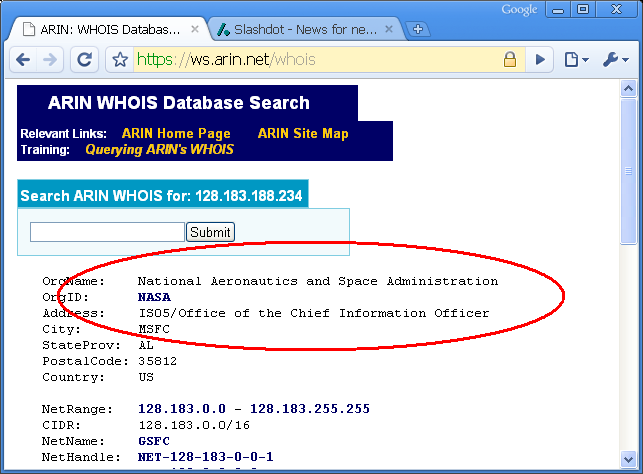 Google
ARIN: WHOIS Databas...
Slashdot - News for ne...
https://ws.arin.net/whois
ARIN WHOIS Database Search
Relevant Links: ARIN Home Page ARIN Site Map
Training: Querying ARIN's WHOIS
Search ARIN WHOIS for: 128.183.188.234
Submit
OrgName: National Aeronautics and Space Administration
OrgID: NASA
Address: ISO5/Office of the Chief Information Officer
City: MSFC
StateProv: AL
PostalCode: 35812
Country: US
NetRange: 128.183.0.0 - 128.183.255.255
CIDR: 128.183.0.0/16
NetName: GSFC
NetHandle: NET-128-183-0-0-1